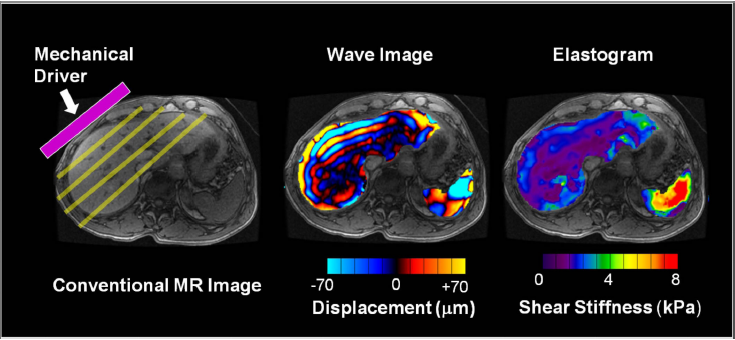 Mechanical
Driver
Wave Image
Elastogram
Conventional MR Image
-70 0 +70
Displacement (μm)
0 4 8
Shear Stiffness (kPa)